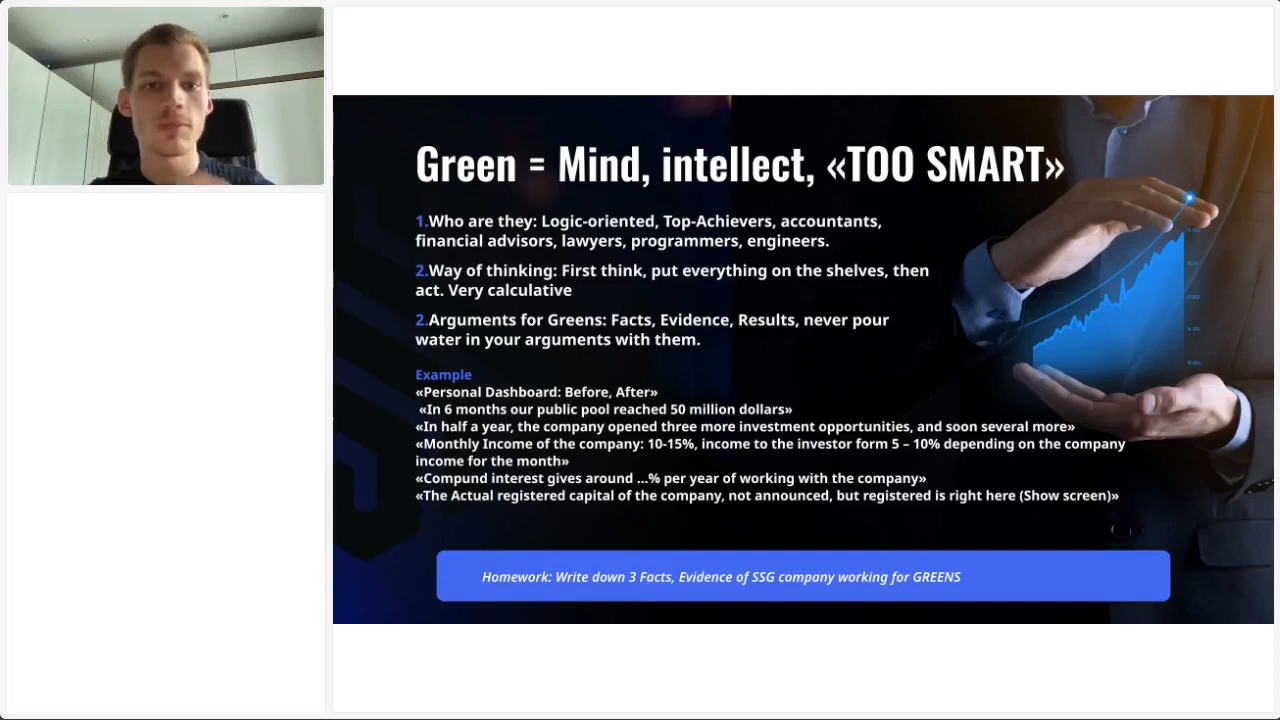 Green = Mind, intellect, «TOO SMART»
1.Who are they: Logic-oriented, Top-Achievers, accountants,
financial advisors, lawyers, programmers, engineers.
2.Way of thinking: First think, put everything on the shelves, then
act. Very calculative
2.Arguments for Greens: Facts, Evidence, Results, never pour
water in your arguments with them.
Example
«Personal Dashboard: Before, After»
«In 6 months our public pool reached 50 million dollars»
«In half a year, the company opened three more investment opportunities, and soon several more»
«Monthly Income of the company: 10-15%, income to the investor form 5 – 10% depending on the company
income for the month»
«Compund interest gives around ...% per year of working with the company»
«The Actual registered capital of the company, not announced, but registered is right here (Show screen)»
Homework: Write down 3 Facts, Evidence of SSG company working for GREENS